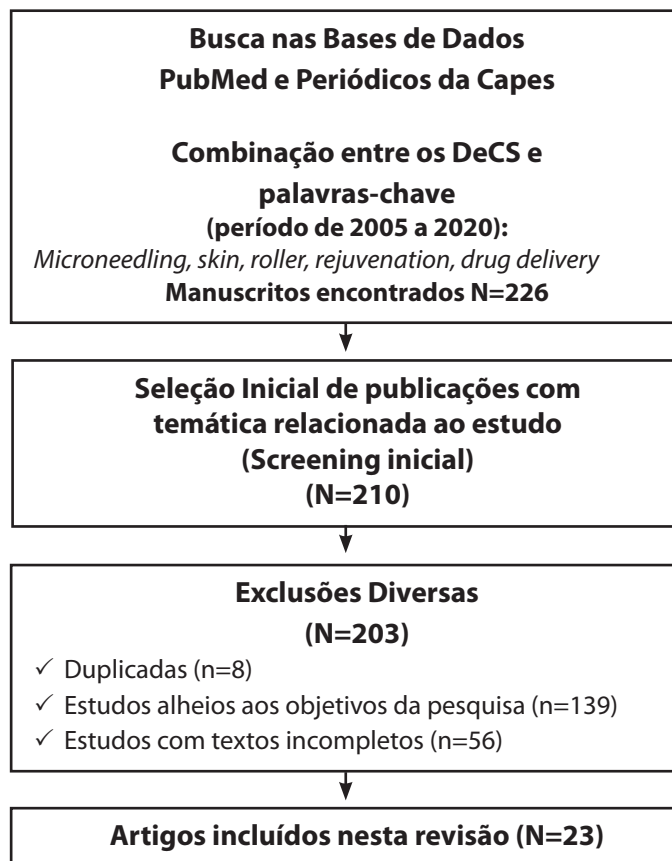 Busca nas Bases de Dados
PubMed e Periódicos da Capes
Combinação entre os DeCS e
palavras-chave
(período de 2005 a 2020):
Microneedling, skin, roller, rejuvenation, drug delivery
Manuscritos encontrados N=226
Seleção Inicial de publicações com
temática relacionada ao estudo
(Screening inicial)
(N=210)
Exclusões Diversas
(N=203)
✓ Duplicadas (n=8)
✓ Estudos alheios aos objetivos da pesquisa (n=139)
✓ Estudos com textos incompletos (n=56)
Artigos incluídos nesta revisão (N=23)